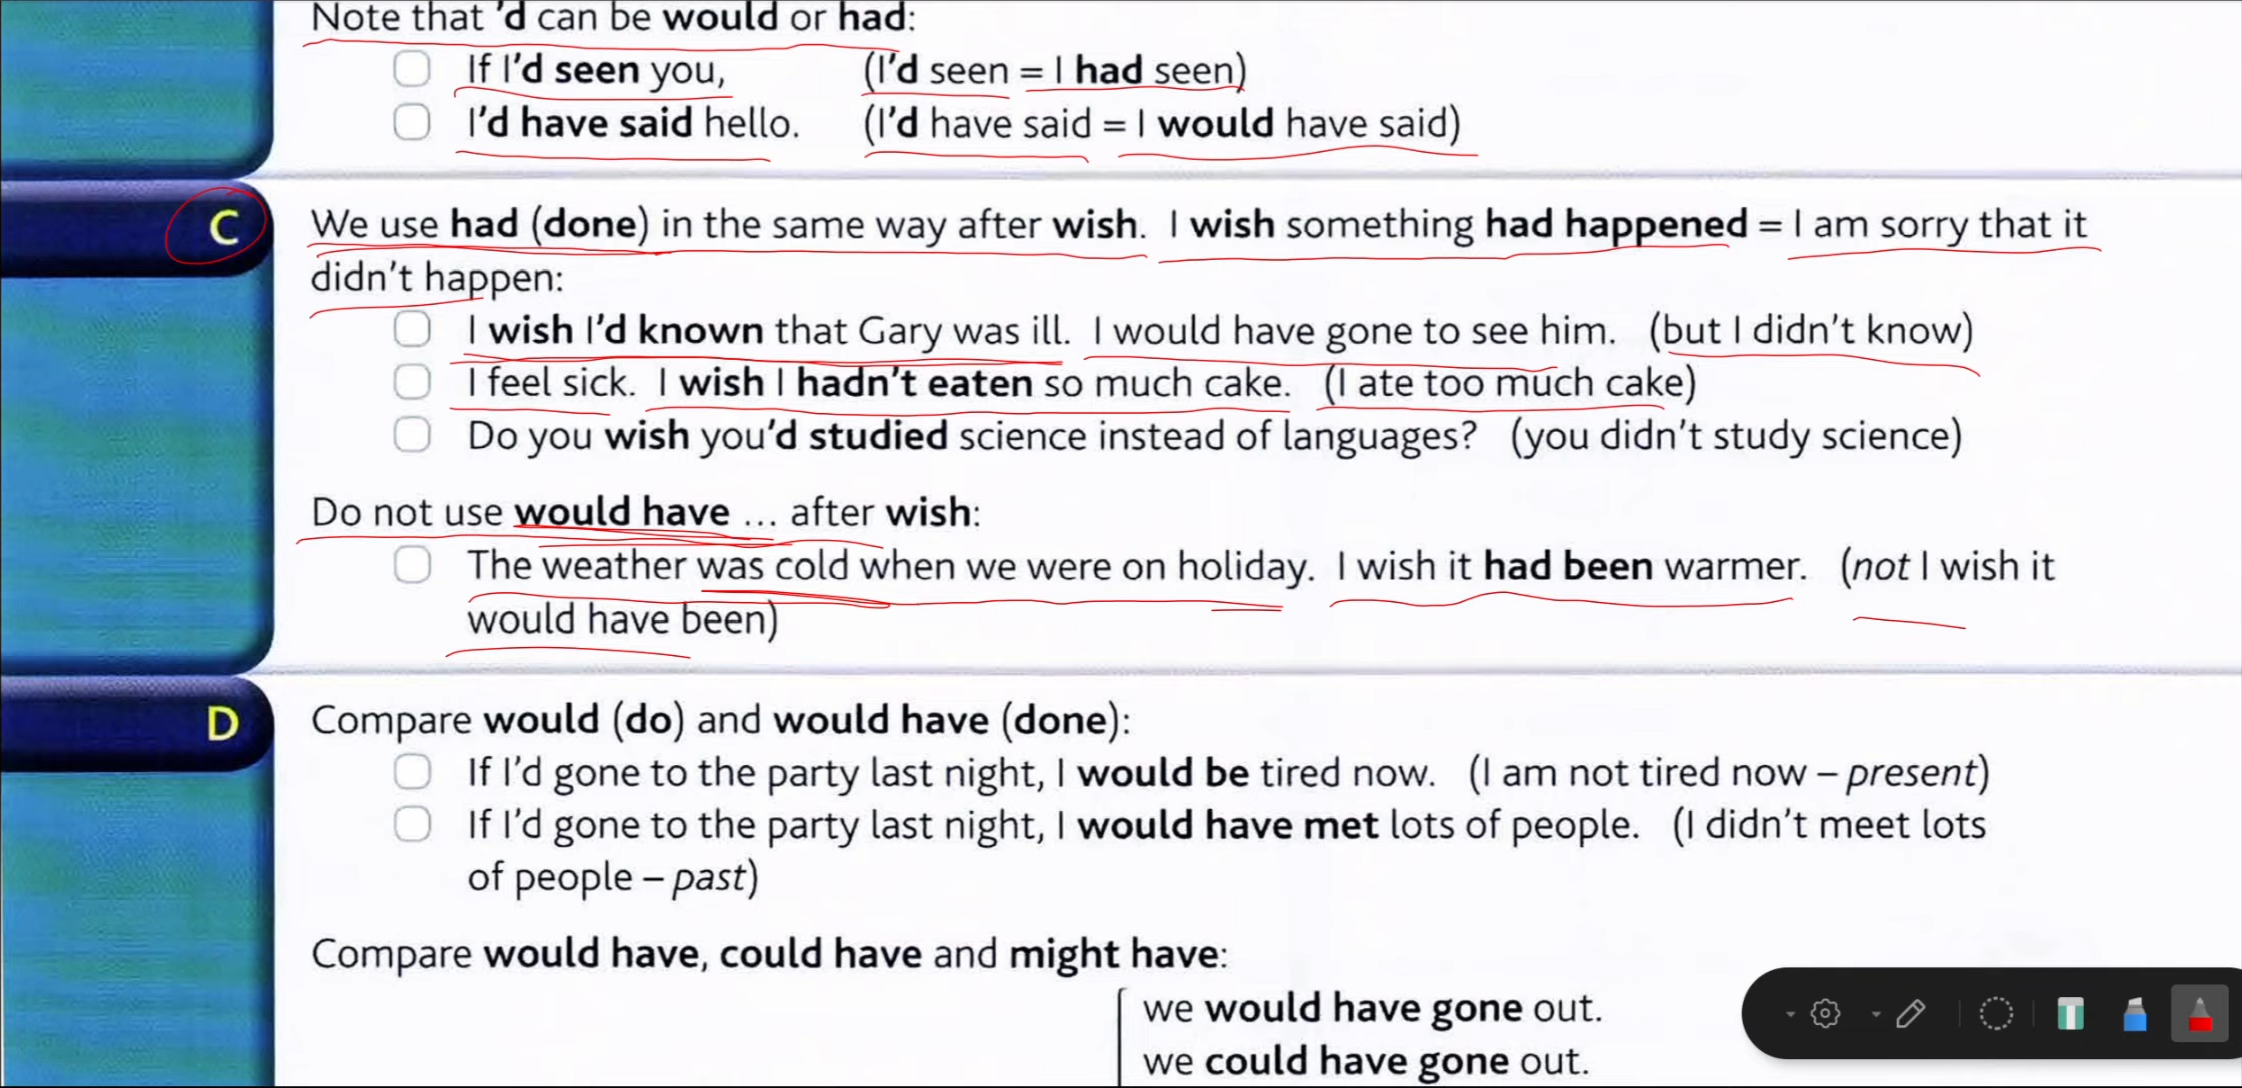 Note that 'd can be would or had:
If I'd seen you, (I'd seen = I had seen)
I'd have said hello. (I'd have said = I would have said)
C
We use had (done) in the same way after wish. I wish something had happened = I am sorry that it
didn't happen:
I wish I'd known that Gary was ill. I would have gone to see him. (but I didn't know)
I feel sick. I wish I hadn't eaten so much cake. (I ate too much cake)
Do you wish you'd studied science instead of languages? (you didn't study science)
Do not use would have ... after wish:
The weather was cold when we were on holiday. I wish it had been warmer. (not I wish it
would have been)
D
Compare would (do) and would have (done):
If I'd gone to the party last night, I would be tired now. (I am not tired now – present)
If I'd gone to the party last night, I would have met lots of people. (I didn't meet lots
of people – past)
Compare would have, could have and might have:
we would have gone out.
we could have gone out.